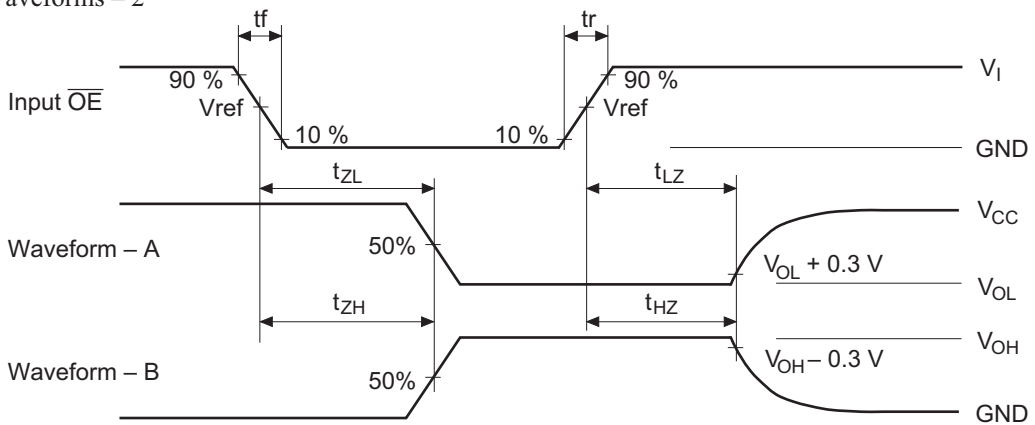 aveforms – 2
tf tr
90 % 90 % V_I
Input O̅E̅ Vref Vref
10 % 10 %
GND
t_ZL t_LZ
V_CC
Waveform – A 50%
V_OL + 0.3 V
V_OL
t_ZH t_HZ
V_OH
V_OH – 0.3 V
Waveform – B 50%
GND